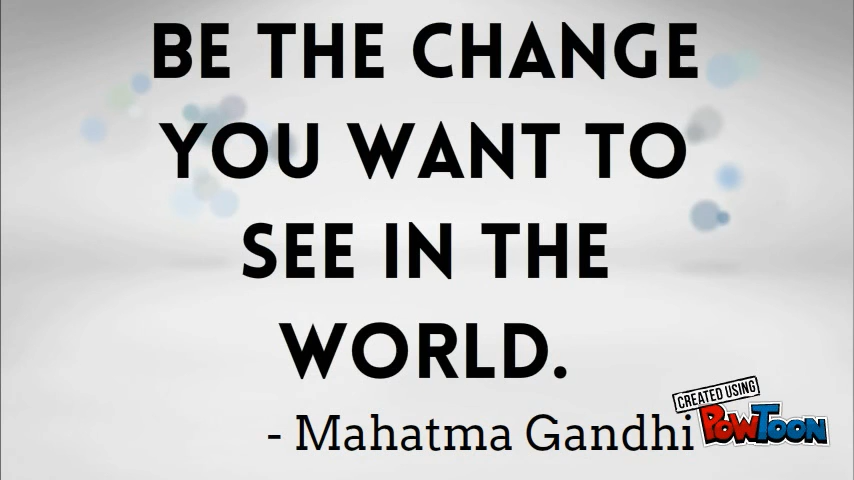 BE THE CHANGE
YOU WANT TO
SEE IN THE
WORLD.
- Mahatma Gandhi
CREATED USING
POWTOON